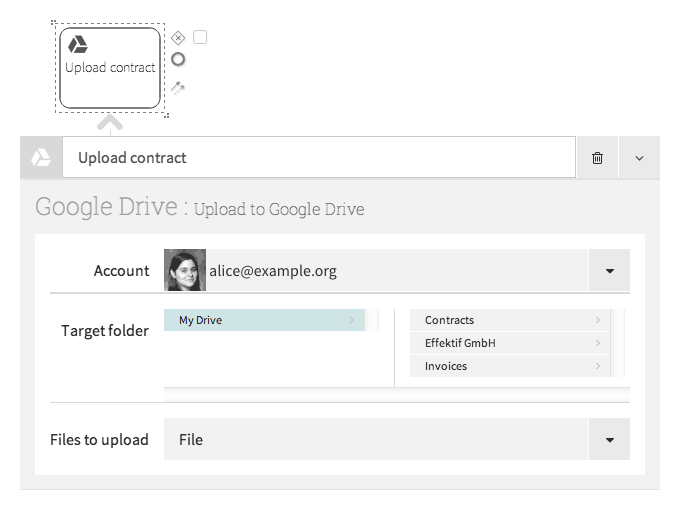 Upload contract
Upload contract
Google Drive : Upload to Google Drive
Account
alice@example.org
Target folder
My Drive
Contracts
Effektif GmbH
Invoices
Files to upload
File